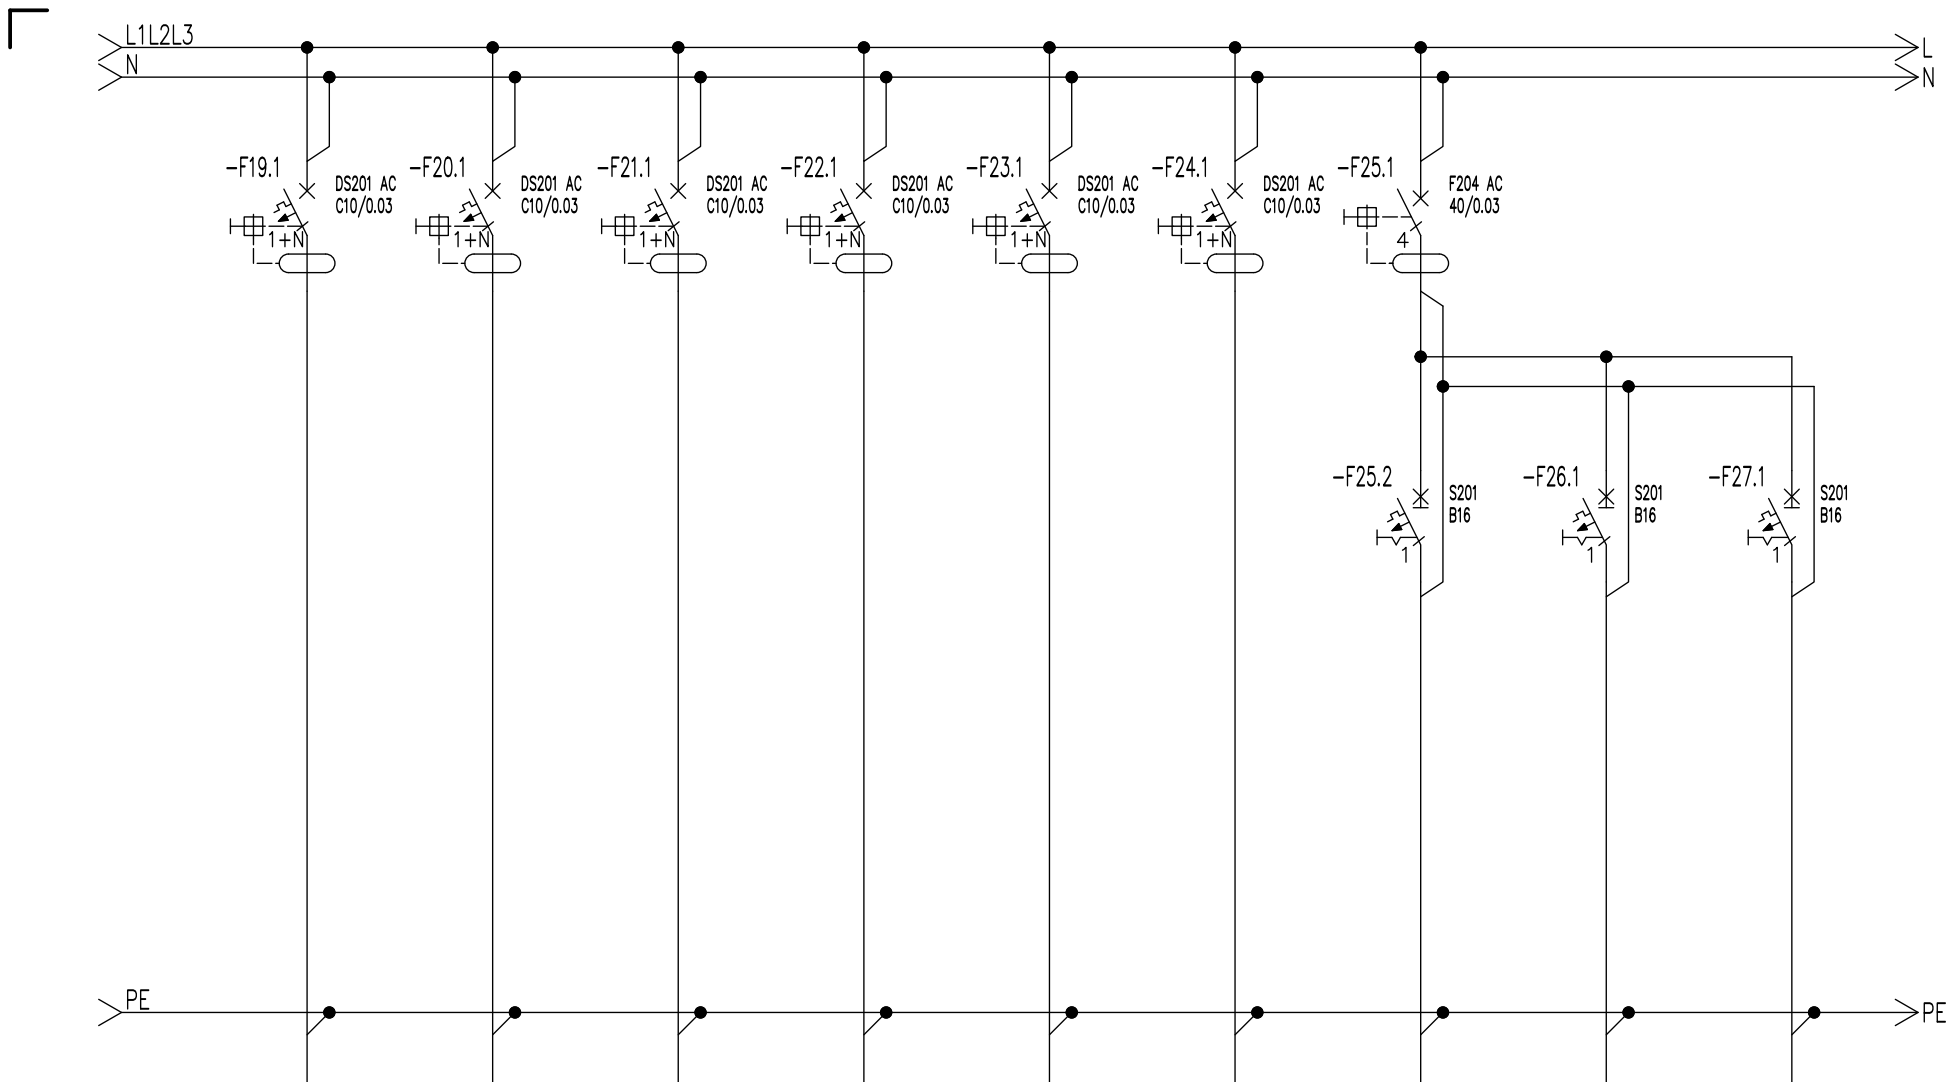 L1L2L3
L
N
N
-F19.1
DS201 AC
C10/0.03
1+N
-F20.1
DS201 AC
C10/0.03
1+N
-F21.1
DS201 AC
C10/0.03
1+N
-F22.1
DS201 AC
C10/0.03
1+N
-F23.1
DS201 AC
C10/0.03
1+N
-F24.1
DS201 AC
C10/0.03
1+N
-F25.1
F204 AC
40/0.03
4
-F25.2
S201
B16
1
-F26.1
S201
B16
1
-F27.1
S201
B16
1
PE
PE